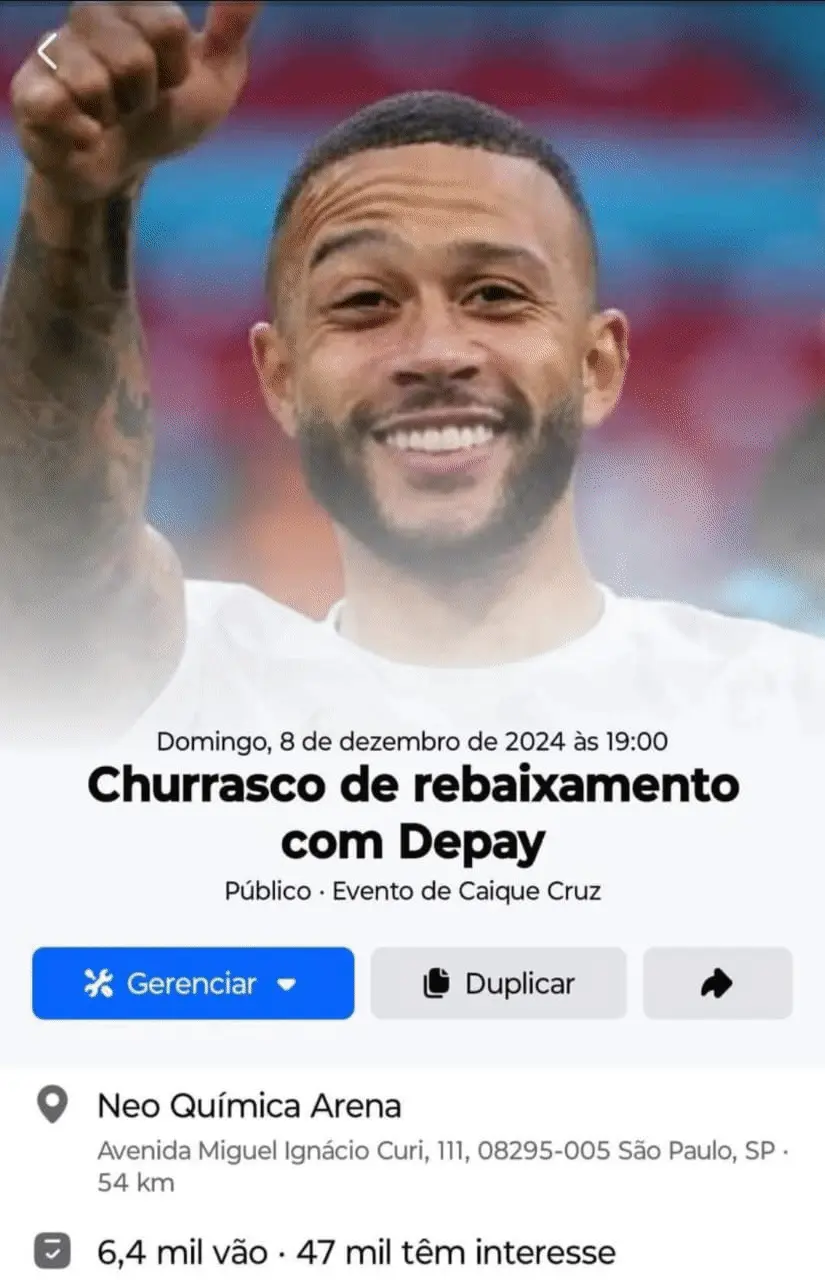 Domingo, 8 de dezembro de 2024 às 19:00
Churrasco de rebaixamento
com Depay
Público · Evento de Caique Cruz
Gerenciar
Duplicar
Neo Química Arena
Avenida Miguel Ignácio Curi, 111, 08295-005 São Paulo, SP ·
54 km
6,4 mil vão · 47 mil têm interesse